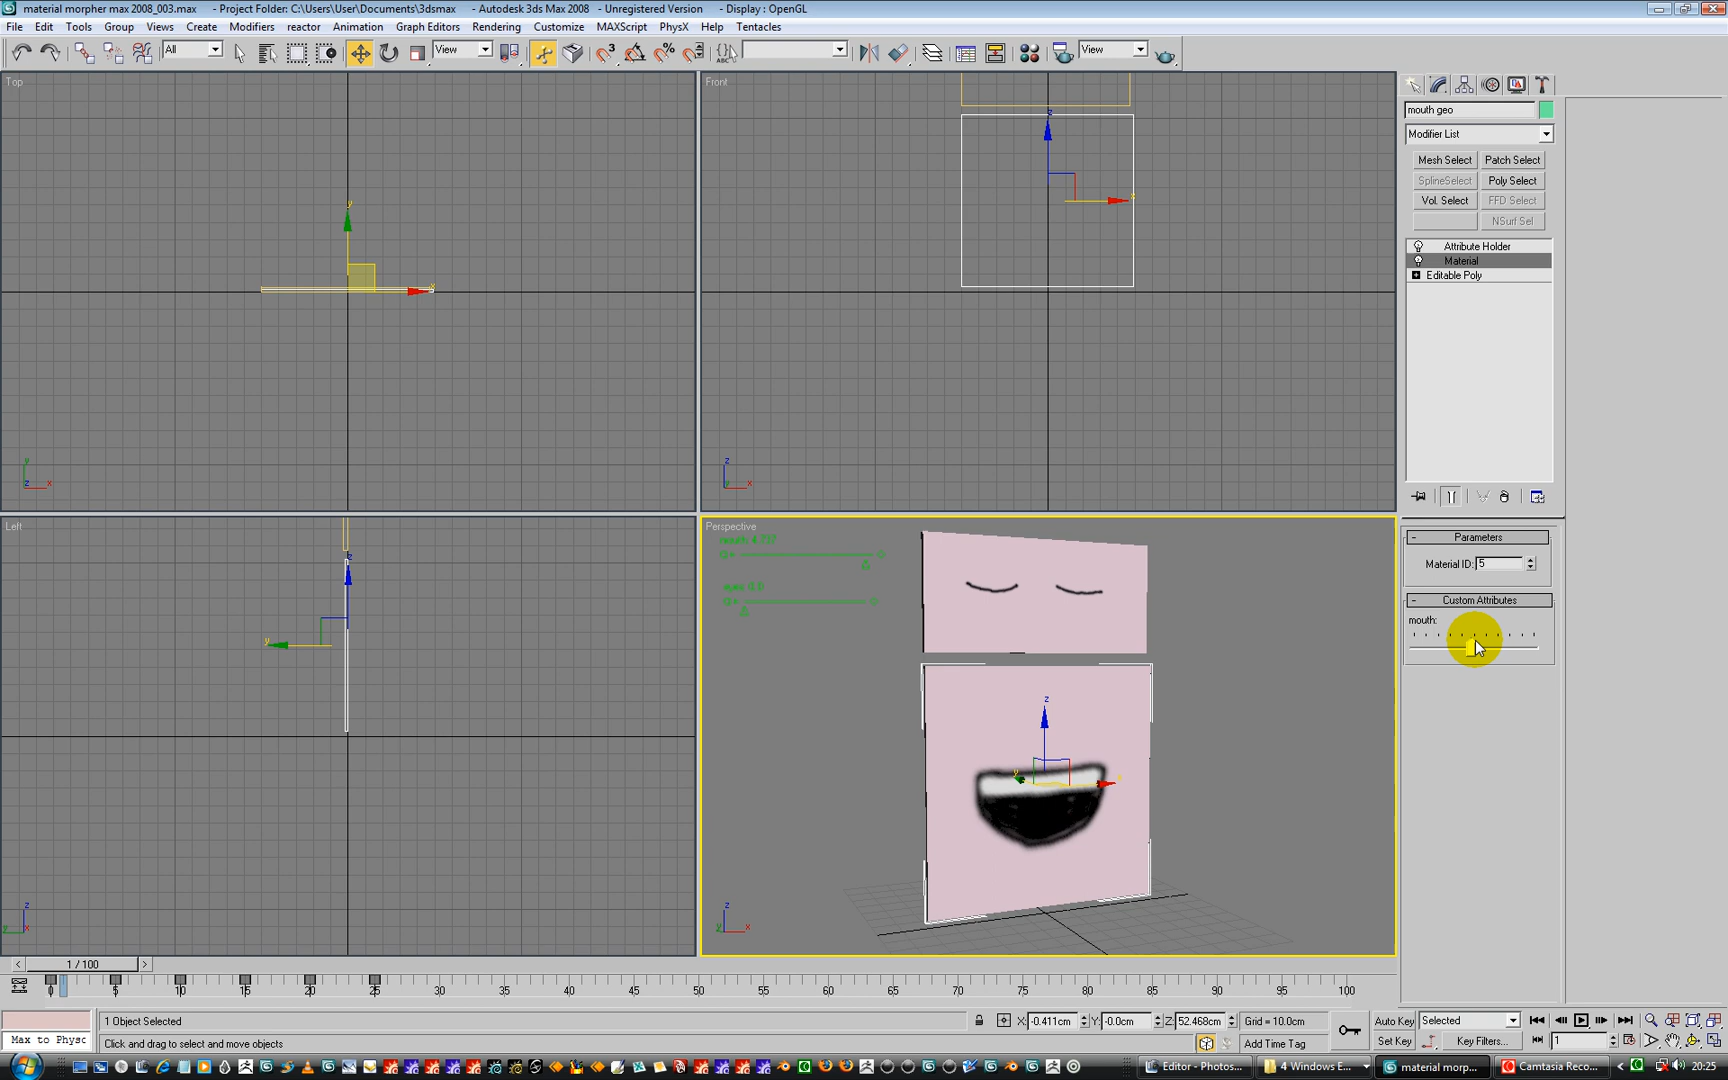 material morpher max 2008_003.max - Project Folder: C:\Users\User\Documents\3dsmax - Autodesk 3ds Max 2008 - Unregistered Version - Display : OpenGL
File Edit Tools Group Views Create Modifiers reactor Animation Graph Editors Rendering Customize MAXScript PhysX Help Tentacles
All View View
Top
Front
mouth geo
Modifier List
Mesh Select Patch Select
SplineSelect Poly Select
Vol. Select FFD Select
NSurf Sel
Attribute Holder
Material
Editable Poly
Left
Perspective
Parameters
Material ID: 5
Custom Attributes
mouth:
1 / 100
0 5 10 15 20 25 30 35 40 45 50 55 60 65 70 75 80 85 90 95 100
1 Object Selected
X: -0.411cm Y: -0.0cm Z: 52.468cm Grid = 10.0cm
Auto Key Selected
Max to Physc
Click and drag to select and move objects
Add Time Tag
Set Key Key Filters... 1
Editor - Photos... 4 Windows E... material morp... Camtasia Reco... 20:25